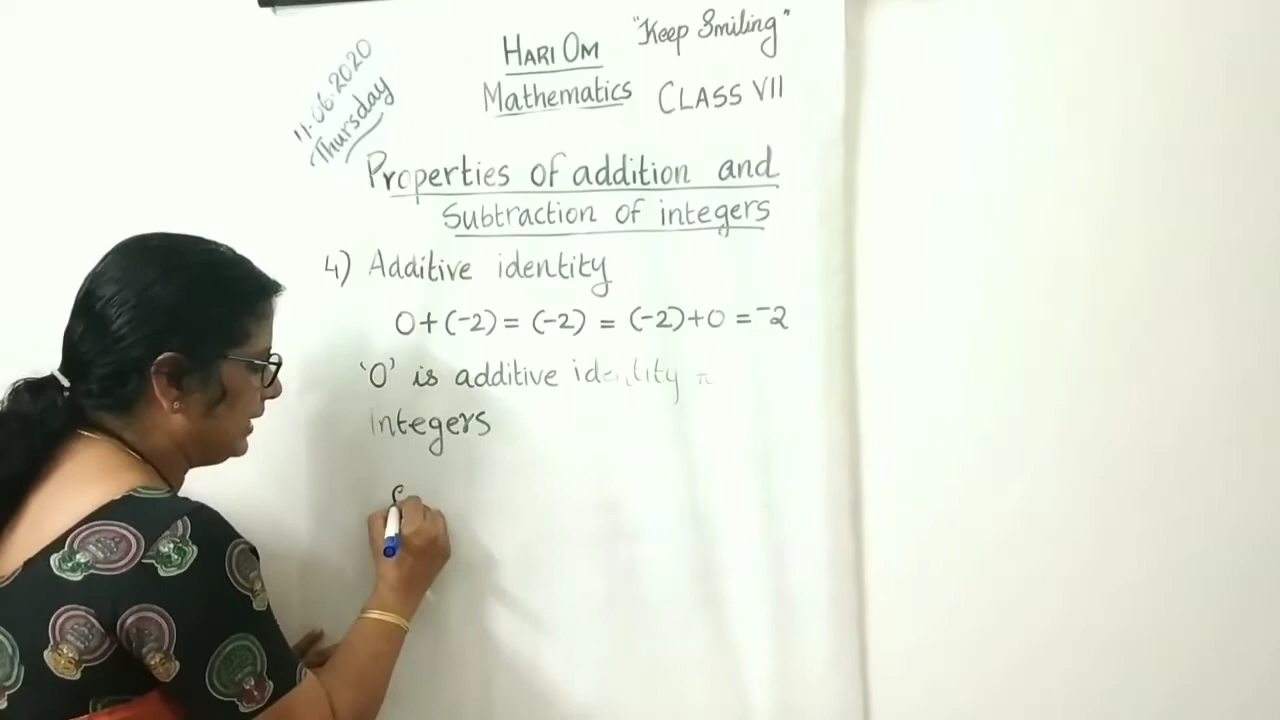 "Keep Smiling"
HARI OM
11.06.2020
Thursday
Mathematics CLASS VII
Properties of addition and
Subtraction of integers
4) Additive identity
0+(-2) = (-2) = (-2)+0 = -2
'0' is additive identity
integers